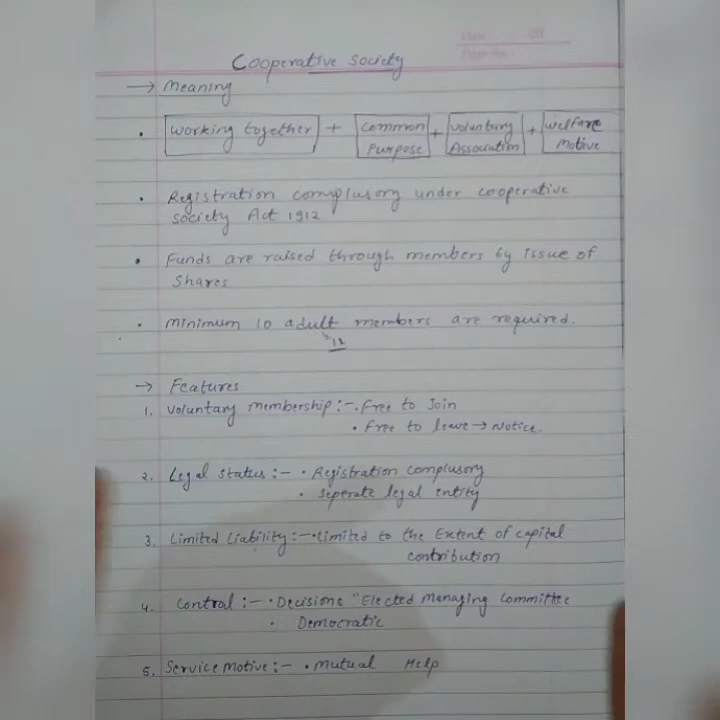 Cooperative society
→ Meaning
• Working together + Common Purpose + Voluntary Association + Welfare Motive
• Registration complusory under cooperative
society Act 1912
• Funds are raised through members by issue of
Shares
• Minimum 10 adult members are required.
→ Features
1. Voluntary membership :- • Free to Join
• Free to leave → Notice
2. Legal status :- • Registration complusory
• Seperate legal entity
3. Limited Liability :- • Limited to the Extent of capital
contribution
4. Control :- • Decisions "Elected Managing Committee
• Democratic
5. Service motive :- • Mutual Help